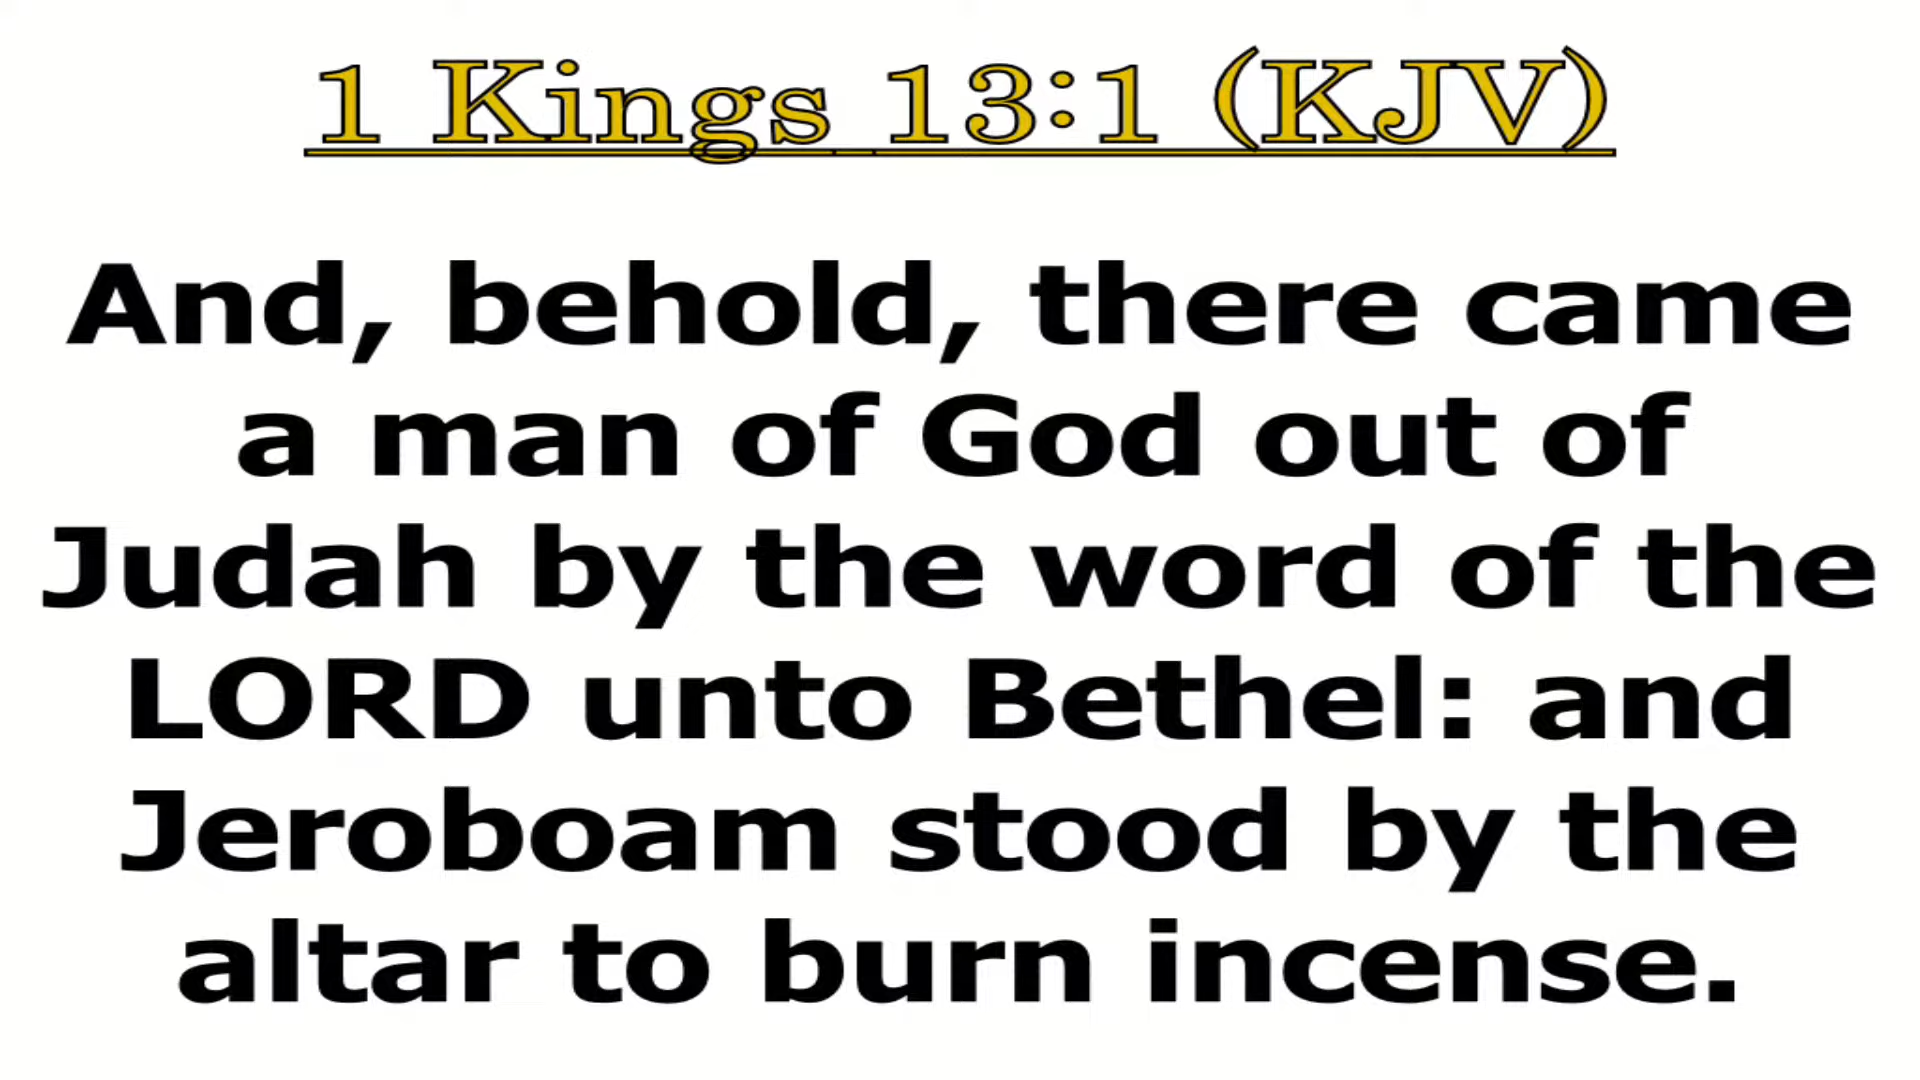 1 Kings 13:1 (KJV)
And, behold, there came
a man of God out of
Judah by the word of the
LORD unto Bethel: and
Jeroboam stood by the
altar to burn incense.